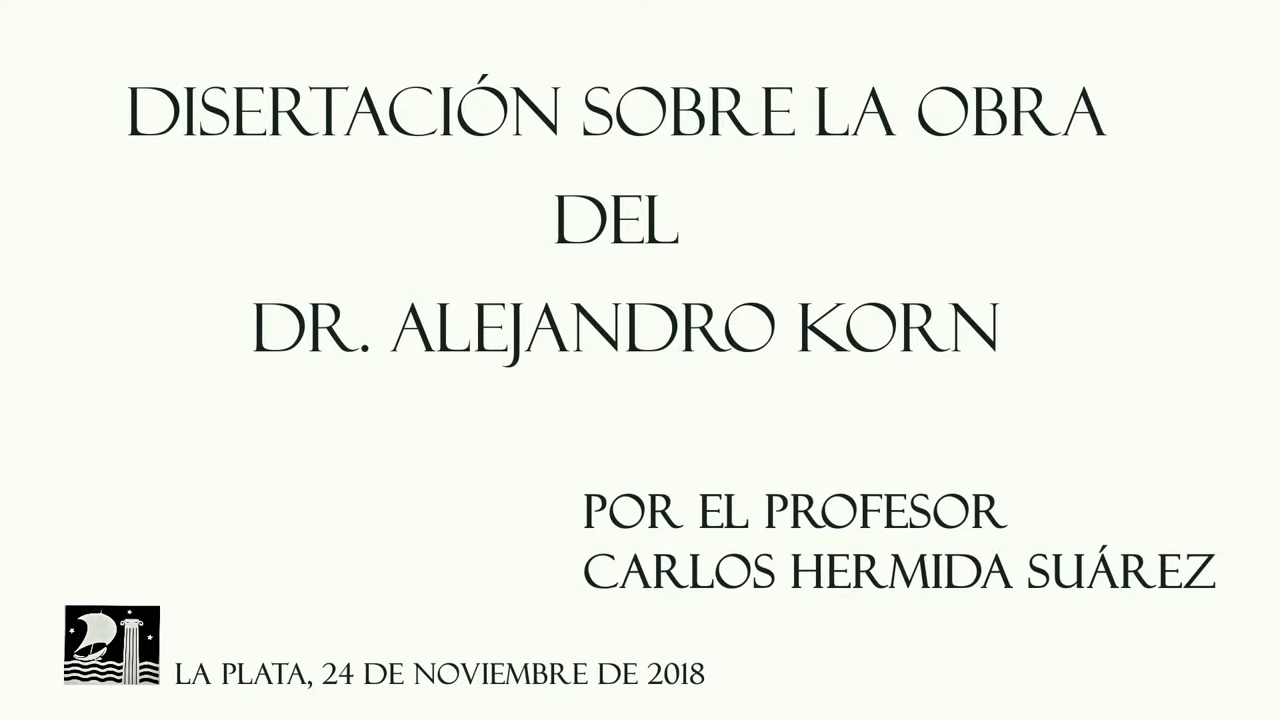 DISERTACIÓN SOBRE LA OBRA
DEL
DR. ALEJANDRO KORN
POR EL PROFESOR
CARLOS HERMIDA SUÁREZ
LA PLATA, 24 DE NOVIEMBRE DE 2018